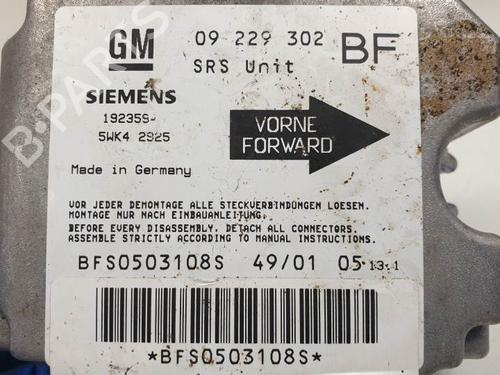 GM 09 229 302 BF
SRS Unit
SIEMENS
192359-
5WK4 2925
VORNE
FORWARD
Made in Germany
VOR JEDER DEMONTAGE ALLE STECKVERBINDUNGEN LOESEN.
MONTAGE NUR NACH EINBAUANLEITUNG.
BEFORE EVERY DISASSEMBLY, DETACH ALL CONNECTORS.
ASSEMBLE STRICTLY ACCORDING TO MANUAL INSTRUCTIONS.
BFS0503108S 49/01 05 13.1
*BFS0503108S*
B-PARTS